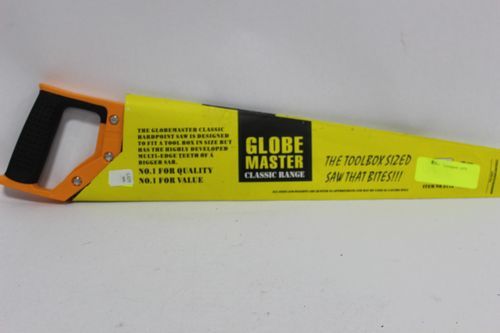 THE GLOBEMASTER CLASSIC
HARDPOINT SAW IS DESIGNED
TO FIT A TOOL BOX IN SIZE BUT
HAS THE HIGHLY DEVELOPED
MULTI-EDGE TEETH OF A
BIGGER SAR.
NO.1 FOR QUALITY
NO.1 FOR VALUE
GLOBE
MASTER
CLASSIC RANGE
THE TOOLBOX SIZED
SAW THAT BITES!!!